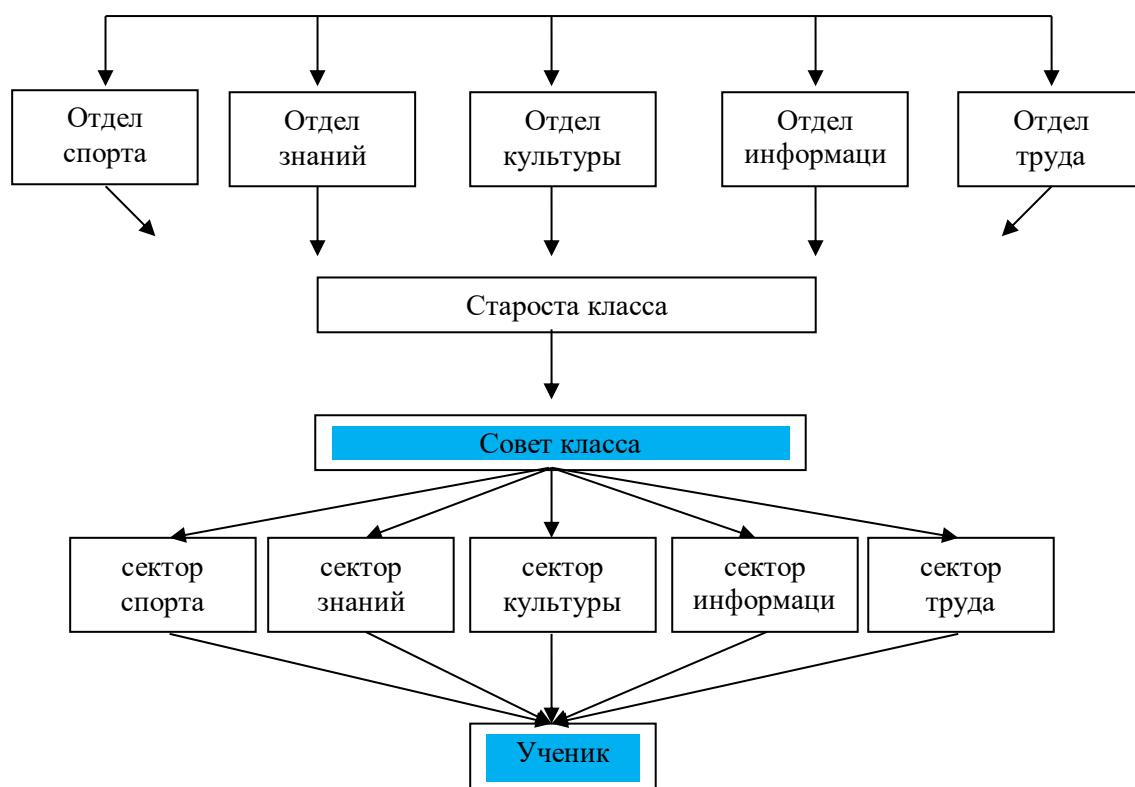 Отдел
спорта
Отдел
знаний
Отдел
культуры
Отдел
информаци
Отдел
труда
Староста класса
Совет класса
сектор
спорта
сектор
знаний
сектор
культуры
сектор
информаци
сектор
труда
Ученик